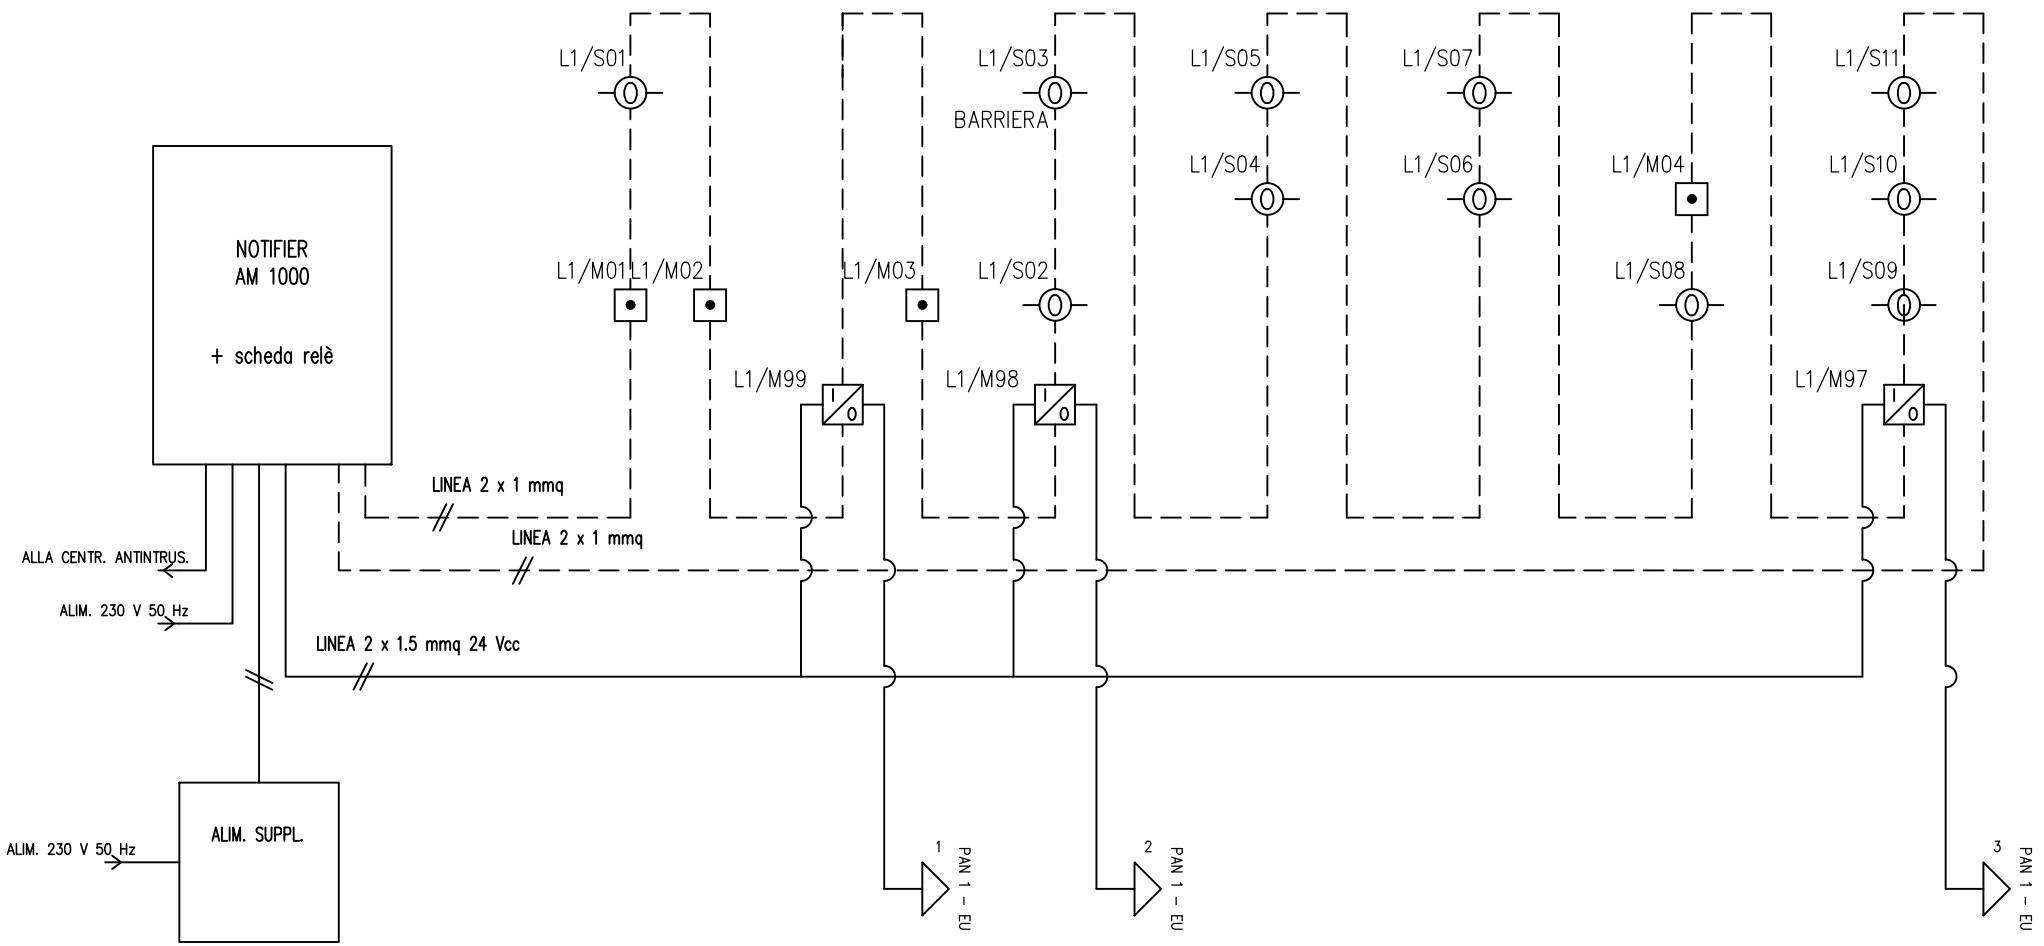 L1/S01
L1/S03
L1/S05
L1/S07
L1/S11
BARRIERA
L1/S04
L1/S06
L1/M04
L1/S10
NOTIFIER
AM 1000
+ scheda relè
L1/M01
L1/M02
L1/M03
L1/S02
L1/S08
L1/S09
L1/M99
L1/M98
L1/M97
I
0
I
0
I
0
LINEA 2 x 1 mmq
LINEA 2 x 1 mmq
ALLA CENTR. ANTINTRUS.
ALIM. 230 V 50 Hz
LINEA 2 x 1.5 mmq 24 Vcc
ALIM. SUPPL.
ALIM. 230 V 50 Hz
1
PAN 1 - EU
2
PAN 1 - EU
3
PAN 1 - EU